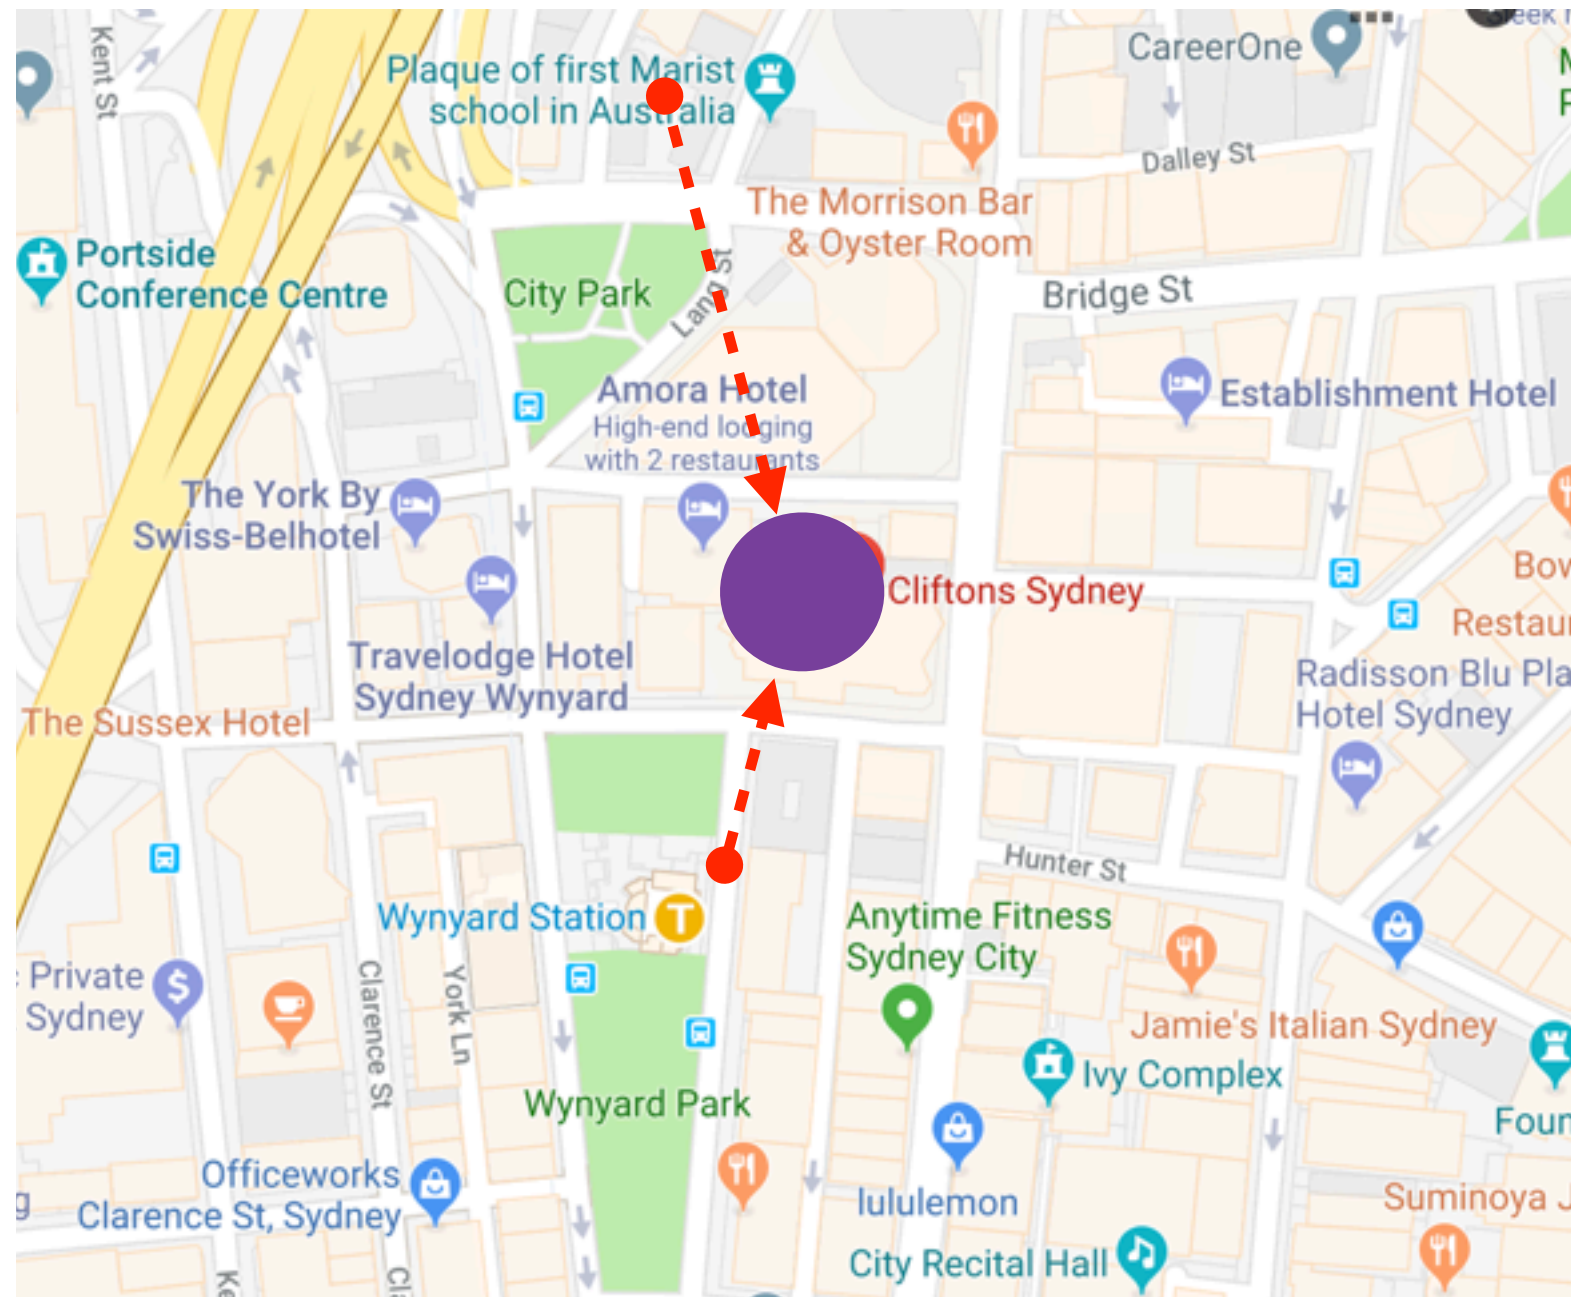 Kent St
Plaque of first Marist
school in Australia
CareerOne
Dalley St
The Morrison Bar
& Oyster Room
Portside
Conference Centre
City Park
Lang St
Bridge St
Amora Hotel
High-end lodging
with 2 restaurants
Establishment Hotel
The York By
Swiss-Belhotel
Cliftons Sydney
Travelodge Hotel
Sydney Wynyard
Radisson Blu Pla
Hotel Sydney
The Sussex Hotel
Hunter St
Wynyard Station
T
Anytime Fitness
Sydney City
Private
Sydney
$
Clarence St
York Ln
Jamie's Italian Sydney
Ivy Complex
Wynyard Park
Officeworks
Clarence St, Sydney
lululemon
Suminoya J
City Recital Hall